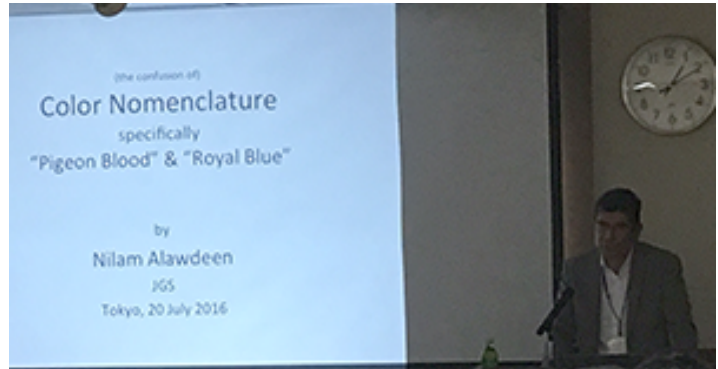 (the confusion of)
Color Nomenclature
specifically
"Pigeon Blood" & "Royal Blue"
by
Nilam Alawdeen
JGS
Tokyo, 20 July 2016